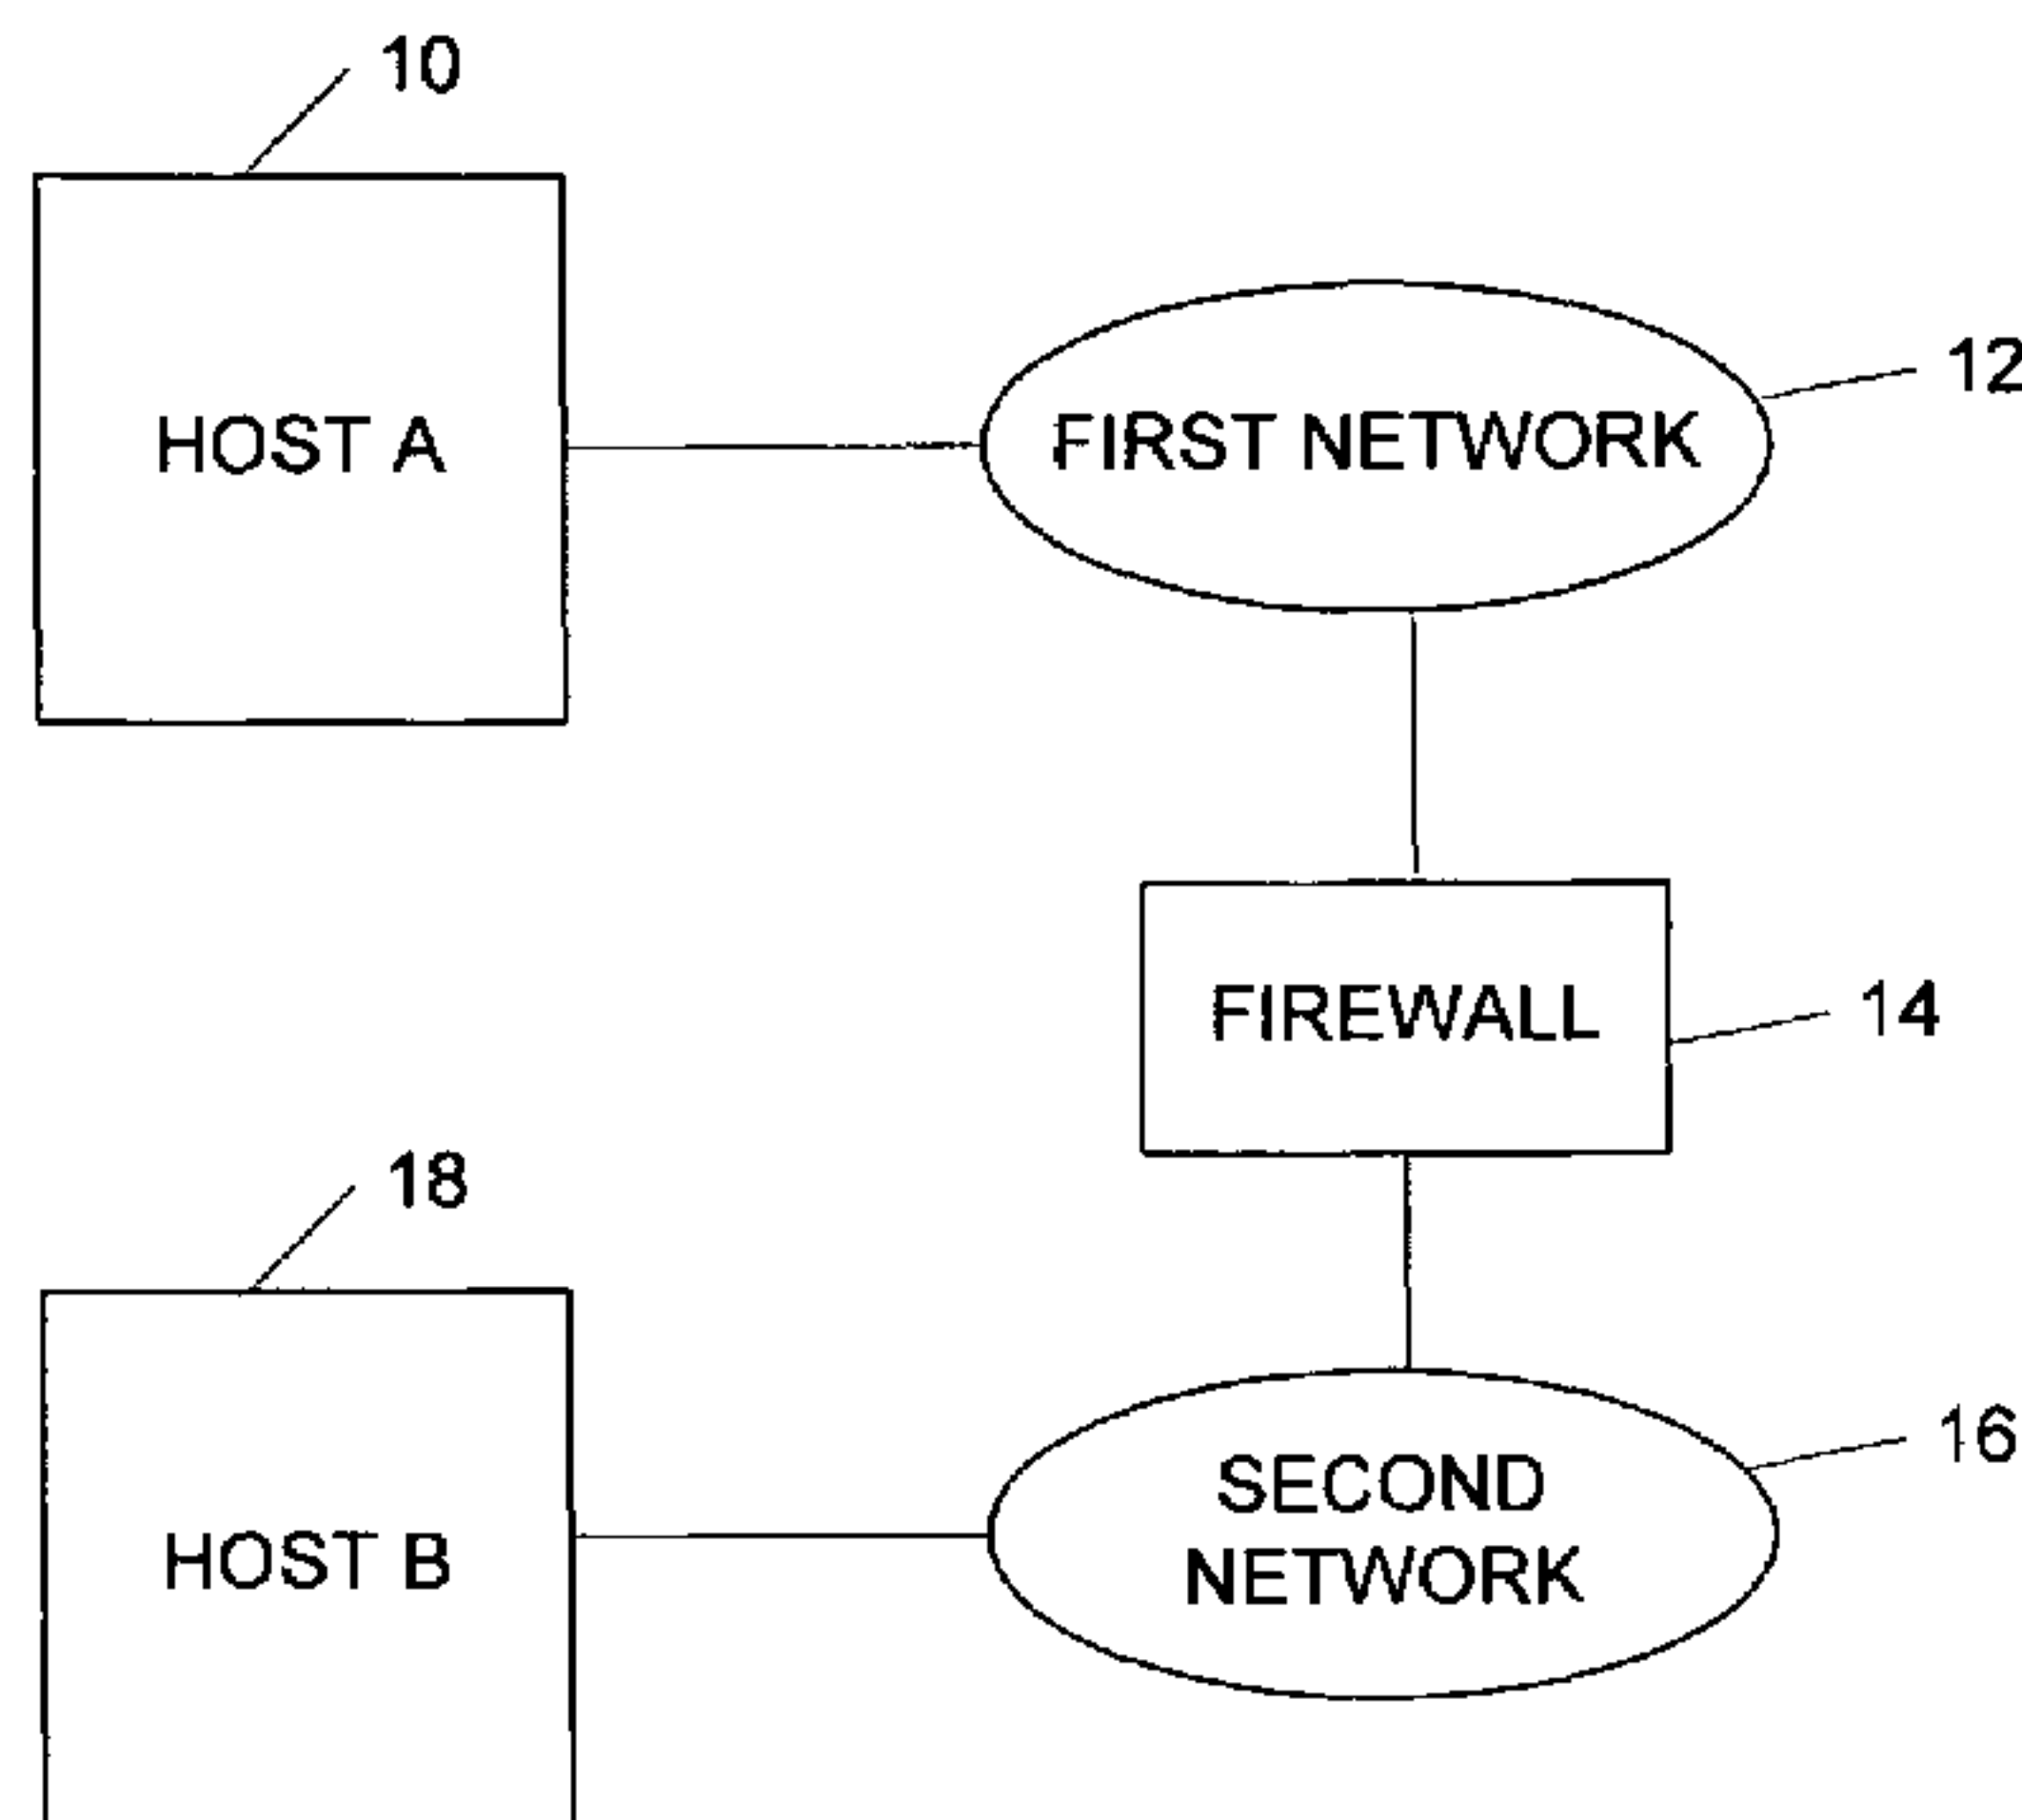 10
HOST A
FIRST NETWORK
12
FIREWALL
14
18
HOST B
SECOND
NETWORK
16